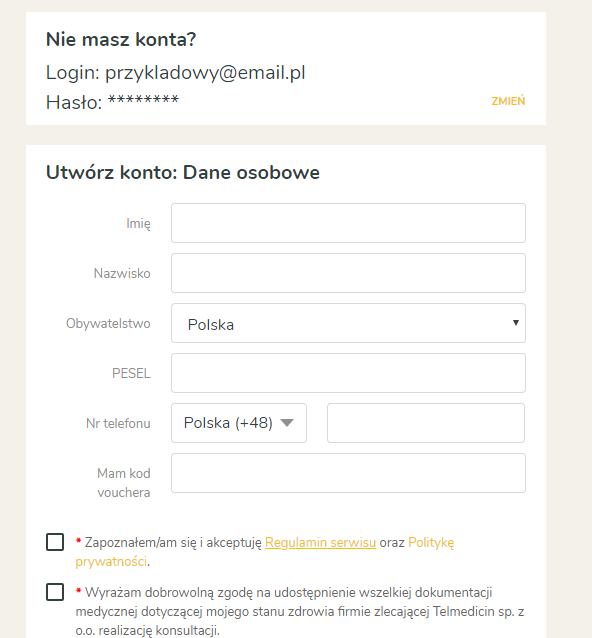 Nie masz konta?
Login: przykladowy@email.pl
Hasło: ********
ZMIEŃ
Utwórz konto: Dane osobowe
Imię
Nazwisko
Obywatelstwo
Polska
PESEL
Nr telefonu
Polska (+48)
Mam kod
vouchera
* Zapoznałem/am się i akceptuję Regulamin serwisu oraz Politykę
prywatności.
* Wyrażam dobrowolną zgodę na udostępnienie wszelkiej dokumentacji
medycznej dotyczącej mojego stanu zdrowia firmie zlecającej Telmedicin sp. z
o.o. realizację konsultacji.